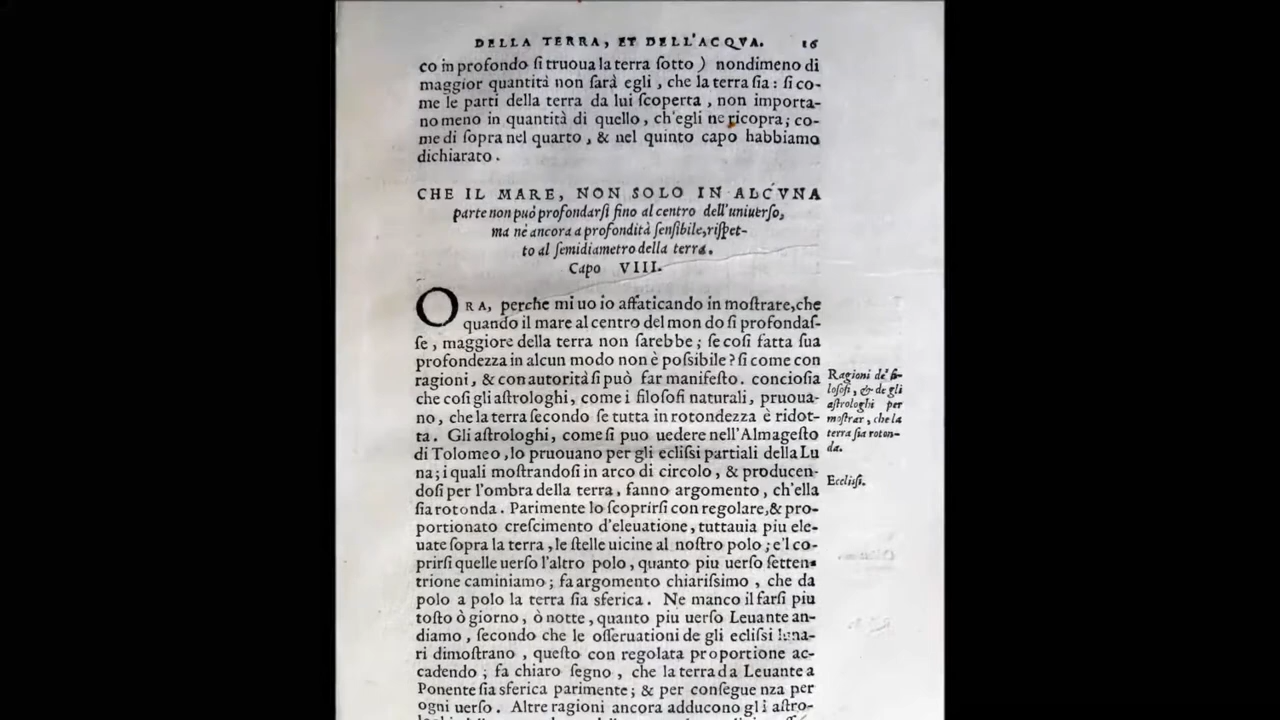 DELLA TERRA, ET DELL'ACQVA. 16
co in profondo ſi truoua la terra ſotto ) nondimeno di
maggior quantità non ſarà egli , che la terra ſia : ſi co-
me le parti della terra da lui ſcoperta , non importa-
no meno in quantità di quello, ch'egli ne ricopra; co-
me di ſopra nel quarto , & nel quinto capo habbiamo
dichiarato .
CHE IL MARE, NON SOLO IN ALCVNA
parte non può profondarſi fino al centro dell'uniuerſo,
ma nè ancora a profondità ſenſibile, riſpet-
to al ſemidiametro della terra.
Capo VIII.
ORA, perche mi uo io affaticando in moſtrare, che
quando il mare al centro del mon do ſi profondaſ-
ſe , maggiore della terra non ſarebbe ; ſe coſi fatta ſua
profondezza in alcun modo non è poſſibile? ſi come con
ragioni , & con autorità ſi può far manifeſto. concioſia
che coſi gli aſtrologhi, come i filoſofi naturali, pruoua-
no, che la terra ſecondo ſe tutta in rotondezza è ridot-
ta. Gli aſtrologhi, come ſi puo uedere nell'Almageſto
di Tolomeo, lo pruouano per gli ecliſſi partiali della Lu
na; i quali moſtrandoſi in arco di circolo , & producen-
doſi per l'ombra della terra , fanno argomento , ch'ella
ſia rotonda. Parimente lo ſcoprirſi con regolare, & pro-
portionato creſcimento d'eleuatione, tuttauia piu ele-
uate ſopra la terra , le ſtelle uicine al noſtro polo ; e'l co-
prirſi quelle uerſo l'altro polo , quanto piu uerſo ſetten-
trione caminiamo ; fa argomento chiariſſimo , che da
polo a polo la terra ſia sferica. Ne manco il farſi piu
toſto ò giorno, ò notte, quanto piu uerſo Leuante an-
diamo , ſecondo che le oſſeruationi de gli ecliſſi luna-
ri dimoſtrano , queſto con regolata proportione ac-
cadendo ; fa chiaro ſegno , che la terra da Leuante a
Ponente ſia sferica parimente; & per conſegue nza per
ogni uerſo. Altre ragioni ancora adducono gli aſtro-
Ragioni de' fi-
loſofi, & de gli
aſtrologhi per
moſtrar, che la
terra ſia roton-
da.
Eccliſſi.